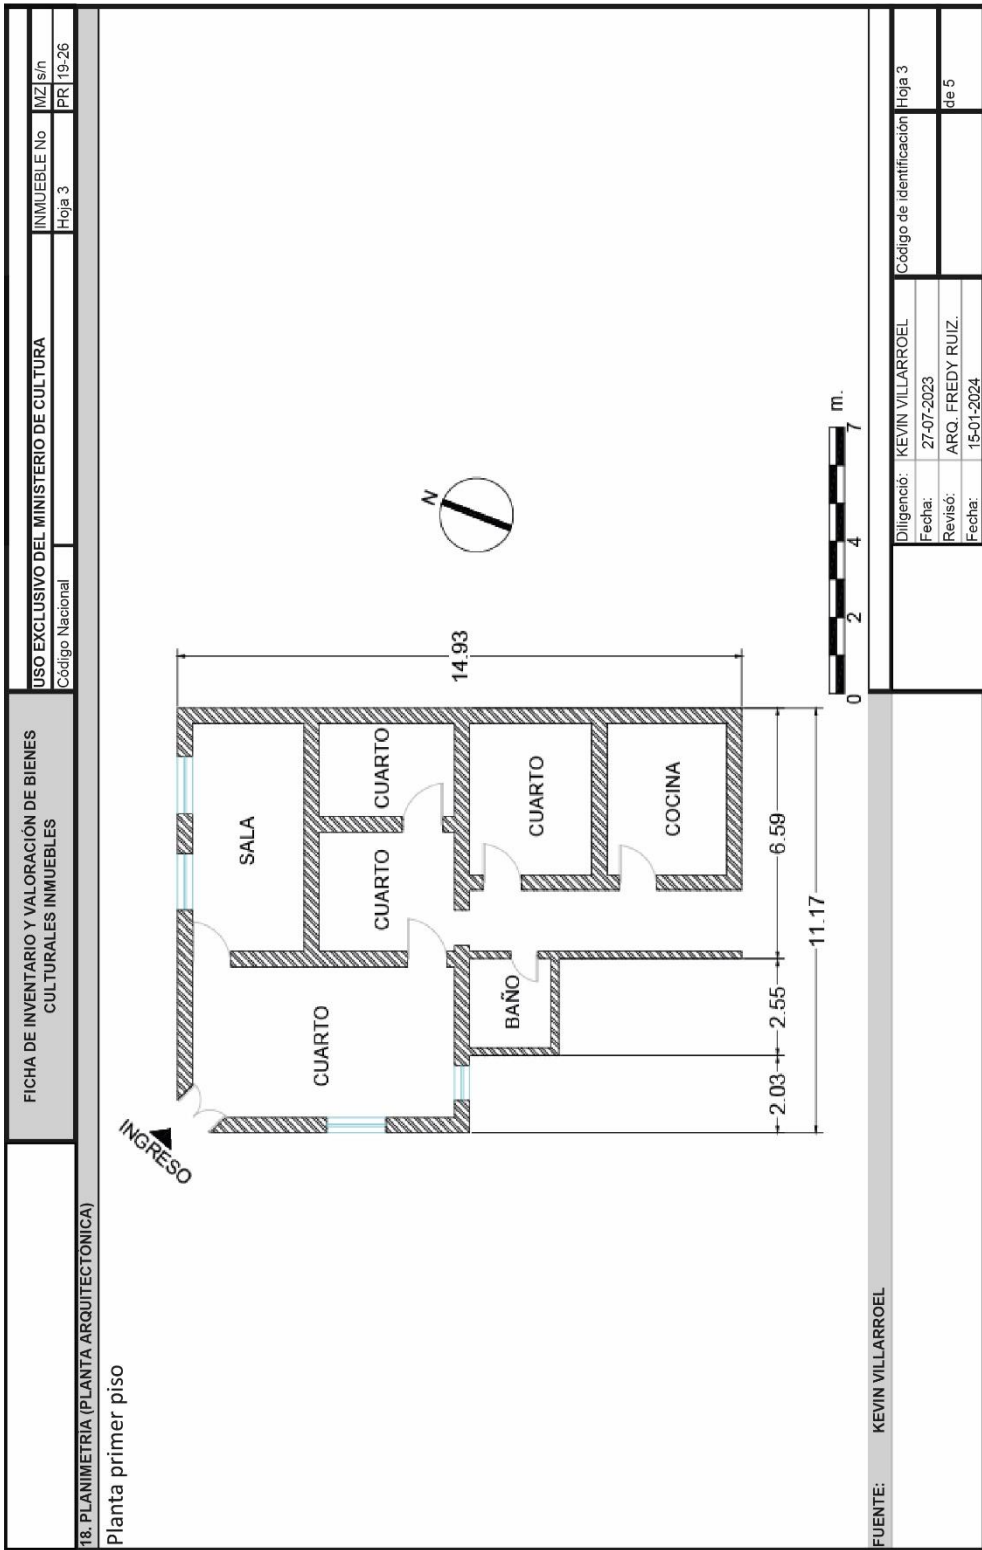 FICHA DE INVENTARIO Y VALORACIÓN DE BIENES
CULTURALES INMUEBLES
USO EXCLUSIVO DEL MINISTERIO DE CULTURA
INMUEBLE No
MZ
s/n
Código Nacional
Hoja 3
PR
19-26
18. PLANIMETRIA (PLANTA ARQUITECTÓNICA)
Planta primer piso
INGRESO
SALA
CUARTO
CUARTO
CUARTO
BAÑO
CUARTO
COCINA
14.93
2.03
2.55
6.59
11.17
N
0
2
4
7
m.
FUENTE:
KEVIN VILLARROEL
Diligenció:
KEVIN VILLARROEL
Código de identificación
Hoja 3
Fecha:
27-07-2023
Revisó:
ARQ. FREDY RUIZ.
de 5
Fecha:
15-01-2024